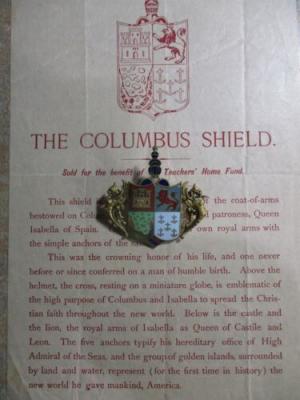 THE COLUMBUS SHIELD.
Sold for the benefit of Teachers' Home Fund.
This shield of the coat-of-arms
bestowed on Colu patroness, Queen
Isabella of Spain. own royal arms with
the simple anchors of the
This was the crowning honor of his life, and one never
before or since conferred on a man of humble birth. Above the
helmet, the cross, resting on a miniature globe, is emblematic of
the high purpose of Columbus and Isabella to spread the Chris-
tian faith throughout the new world. Below is the castle and
the lion, the royal arms of Isabella as Queen of Castile and
Leon. The five anchors typify his hereditary office of High
Admiral of the Seas, and the group of golden islands, surrounded
by land and water, represent (for the first time in history) the
new world he gave mankind, America.